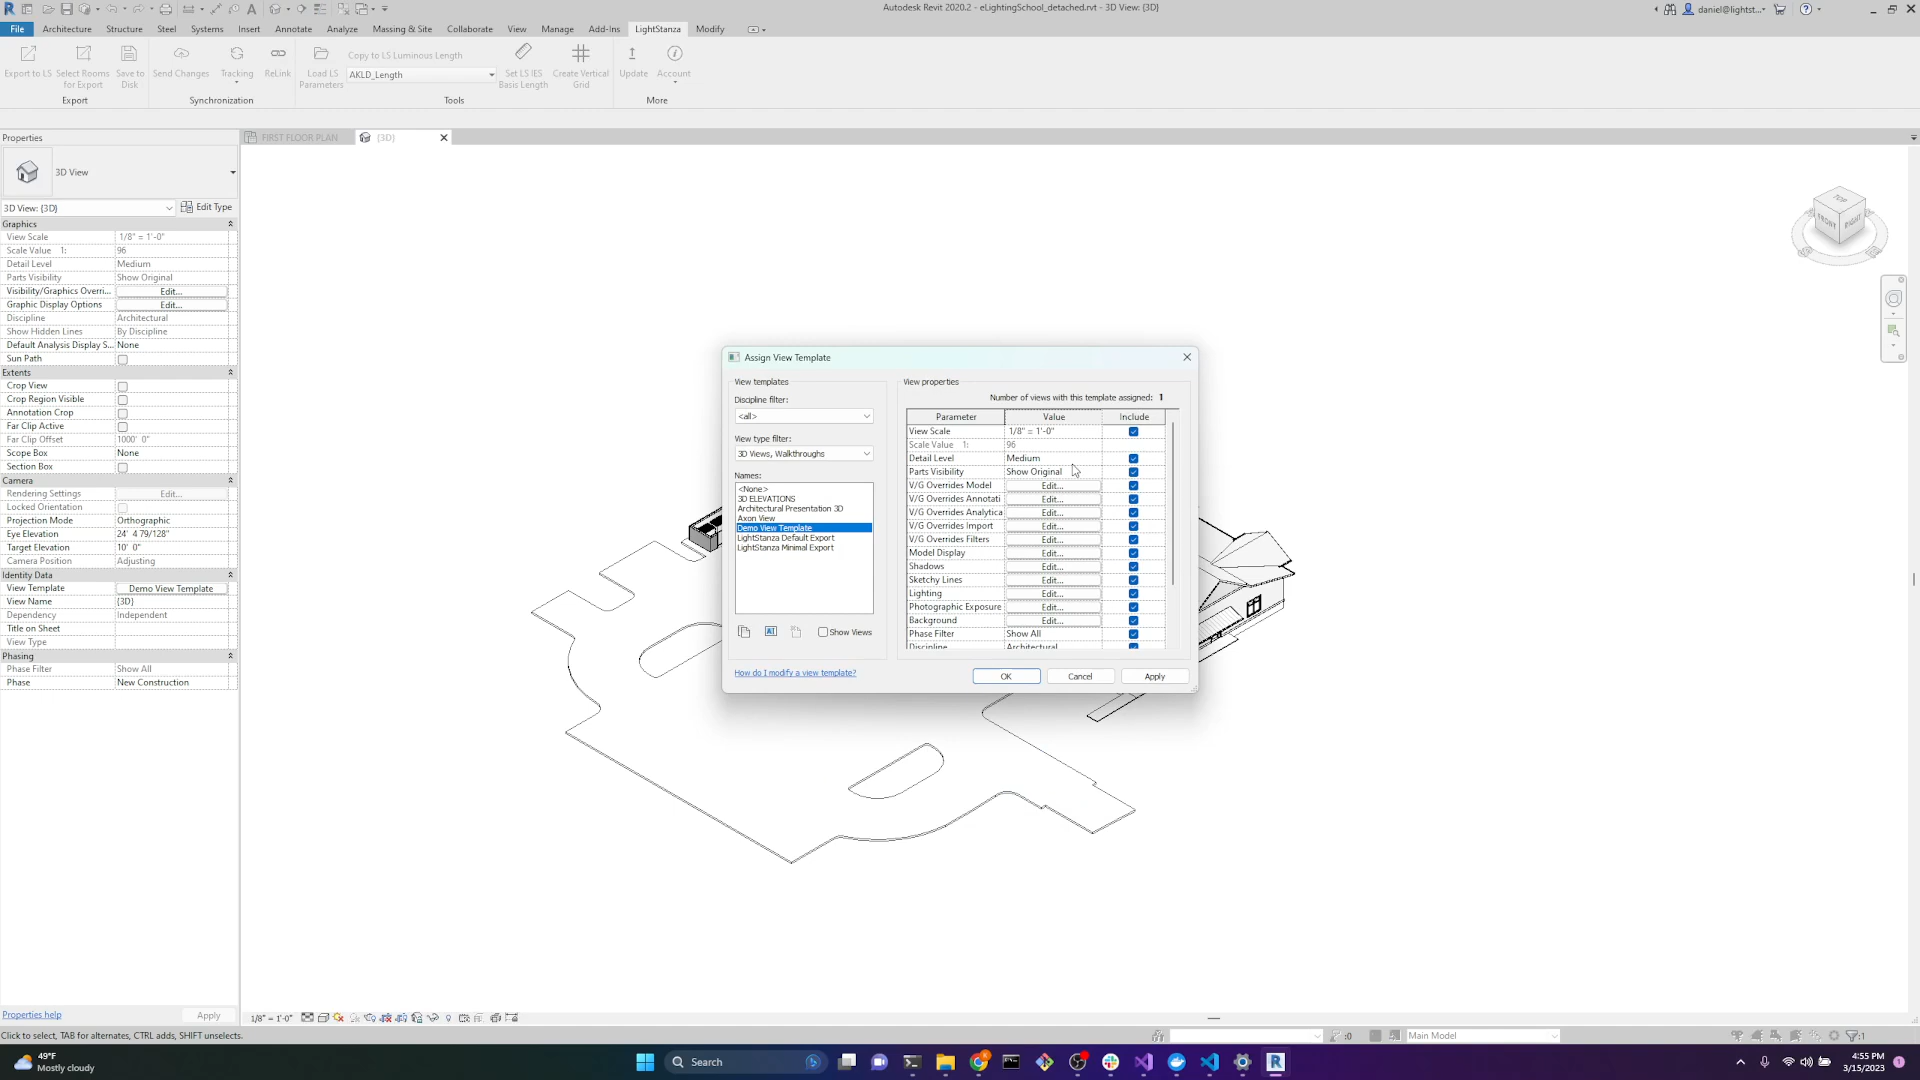 Autodesk Revit 2020.2 - eLightingSchool_detached.rvt - 3D View: {3D}
daniel@lightst...
File Architecture Structure Steel Systems Insert Annotate Analyze Massing & Site Collaborate View Manage Add-Ins LightStanza Modify
Copy to LS Luminous Length
Export to LS Select Rooms for Export Save to Disk Send Changes Tracking ReLink Load LS Parameters AKLD_Length Set LS IES Basis Length Create Vertical Grid Update Account
Export Synchronization Tools More
Properties
FIRST FLOOR PLAN {3D}
3D View
3D View: {3D} Edit Type
Graphics
View Scale 1/8" = 1'-0"
Scale Value 1: 96
Detail Level Medium
Parts Visibility Show Original
Visibility/Graphics Overri... Edit...
Graphic Display Options Edit...
Discipline Architectural
Show Hidden Lines By Discipline
Default Analysis Display S... None
Sun Path
Extents
Crop View
Crop Region Visible
Annotation Crop
Far Clip Active
Far Clip Offset 1000' 0"
Scope Box None
Section Box
Camera
Rendering Settings Edit...
Locked Orientation
Projection Mode Orthographic
Eye Elevation 24' 4 79/128"
Target Elevation 10' 0"
Camera Position Adjusting
Identity Data
View Template Demo View Template
View Name {3D}
Dependency Independent
Title on Sheet
View Type
Phasing
Phase Filter Show All
Phase New Construction
Properties help Apply
TOP
FRONT RIGHT
Assign View Template
View templates
Discipline filter:
<all>
View type filter:
3D Views, Walkthroughs
Names:
<None>
3D ELEVATIONS
Architectural Presentation 3D
Axon View
Demo View Template
LightStanza Default Export
LightStanza Minimal Export
Show Views
How do I modify a view template?
View properties
Number of views with this template assigned: 1
Parameter Value Include
View Scale 1/8" = 1'-0"
Scale Value 1: 96
Detail Level Medium
Parts Visibility Show Original
V/G Overrides Model Edit...
V/G Overrides Annotati Edit...
V/G Overrides Analytica Edit...
V/G Overrides Import Edit...
V/G Overrides Filters Edit...
Model Display Edit...
Shadows Edit...
Sketchy Lines Edit...
Lighting Edit...
Photographic Exposure Edit...
Background Edit...
Phase Filter Show All
Discipline Architectural
OK Cancel Apply
1/8" = 1'-0"
Click to select, TAB for alternates, CTRL adds, SHIFT unselects. :0 Main Model :1
49°F
Mostly cloudy
Search
4:55 PM
3/15/2023